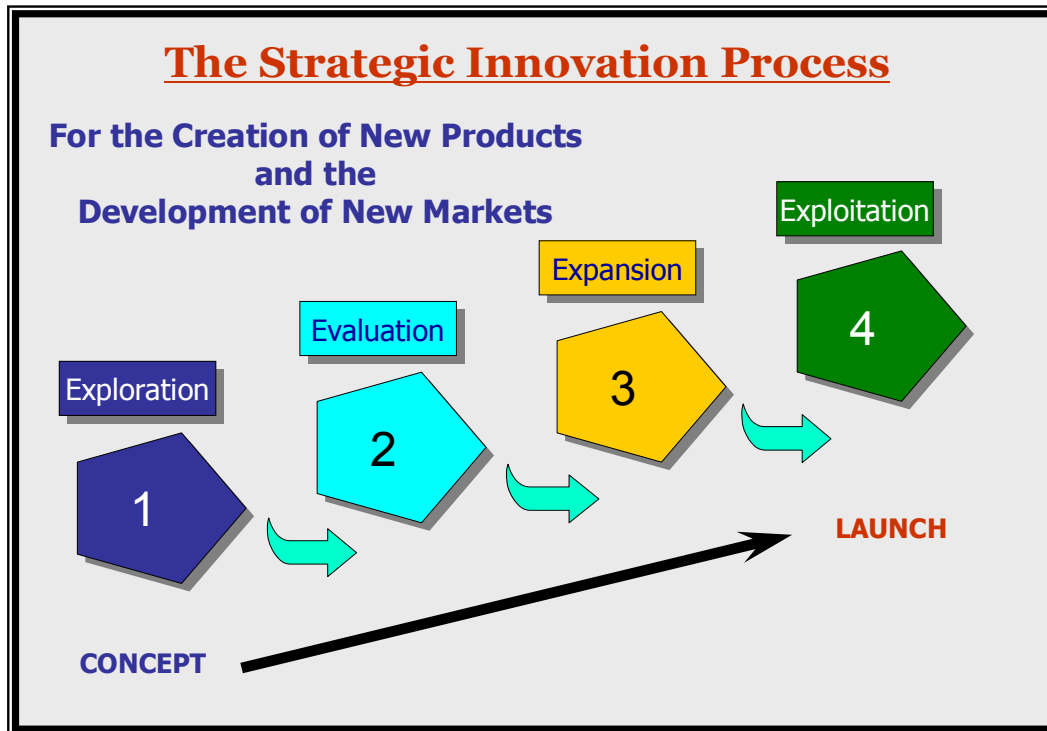 The Strategic Innovation Process
For the Creation of New Products
and the
Development of New Markets
Exploration
1
Evaluation
2
Expansion
3
Exploitation
4
CONCEPT
LAUNCH